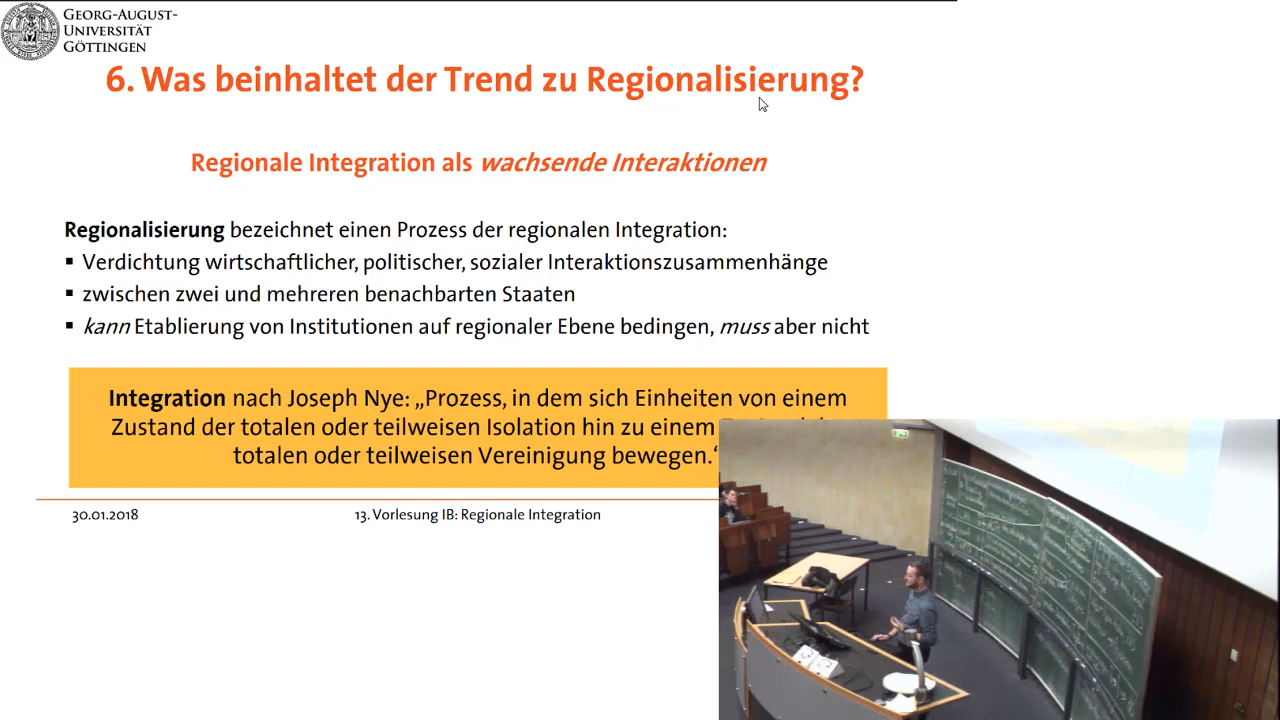 GEORG-AUGUST-
UNIVERSITÄT
GÖTTINGEN
6. Was beinhaltet der Trend zu Regionalisierung?
Regionale Integration als wachsende Interaktionen
Regionalisierung bezeichnet einen Prozess der regionalen Integration:
▪ Verdichtung wirtschaftlicher, politischer, sozialer Interaktionszusammenhänge
▪ zwischen zwei und mehreren benachbarten Staaten
▪ kann Etablierung von Institutionen auf regionaler Ebene bedingen, muss aber nicht
Integration nach Joseph Nye: „Prozess, in dem sich Einheiten von einem
Zustand der totalen oder teilweisen Isolation hin zu einem
totalen oder teilweisen Vereinigung bewegen.“
30.01.2018
13. Vorlesung IB: Regionale Integration